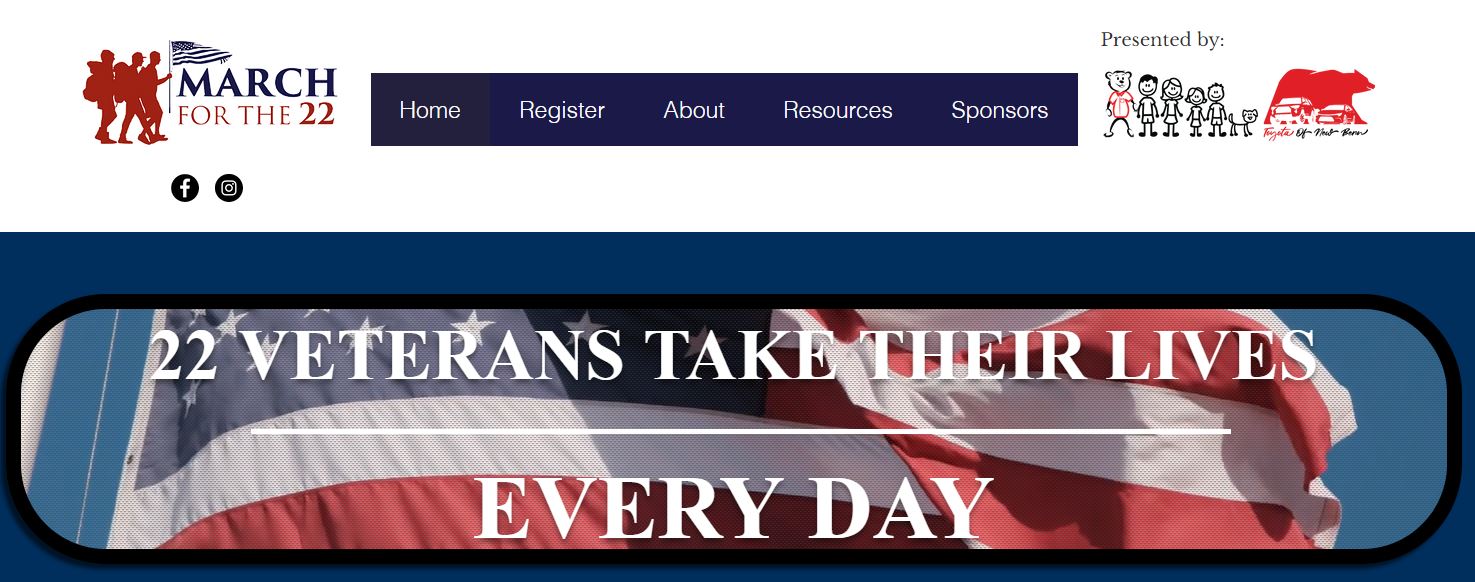 Presented by:
MARCH
FOR THE 22
Home Register About Resources Sponsors
Toyota Of New Bern
22 VETERANS TAKE THEIR LIVES
EVERY DAY